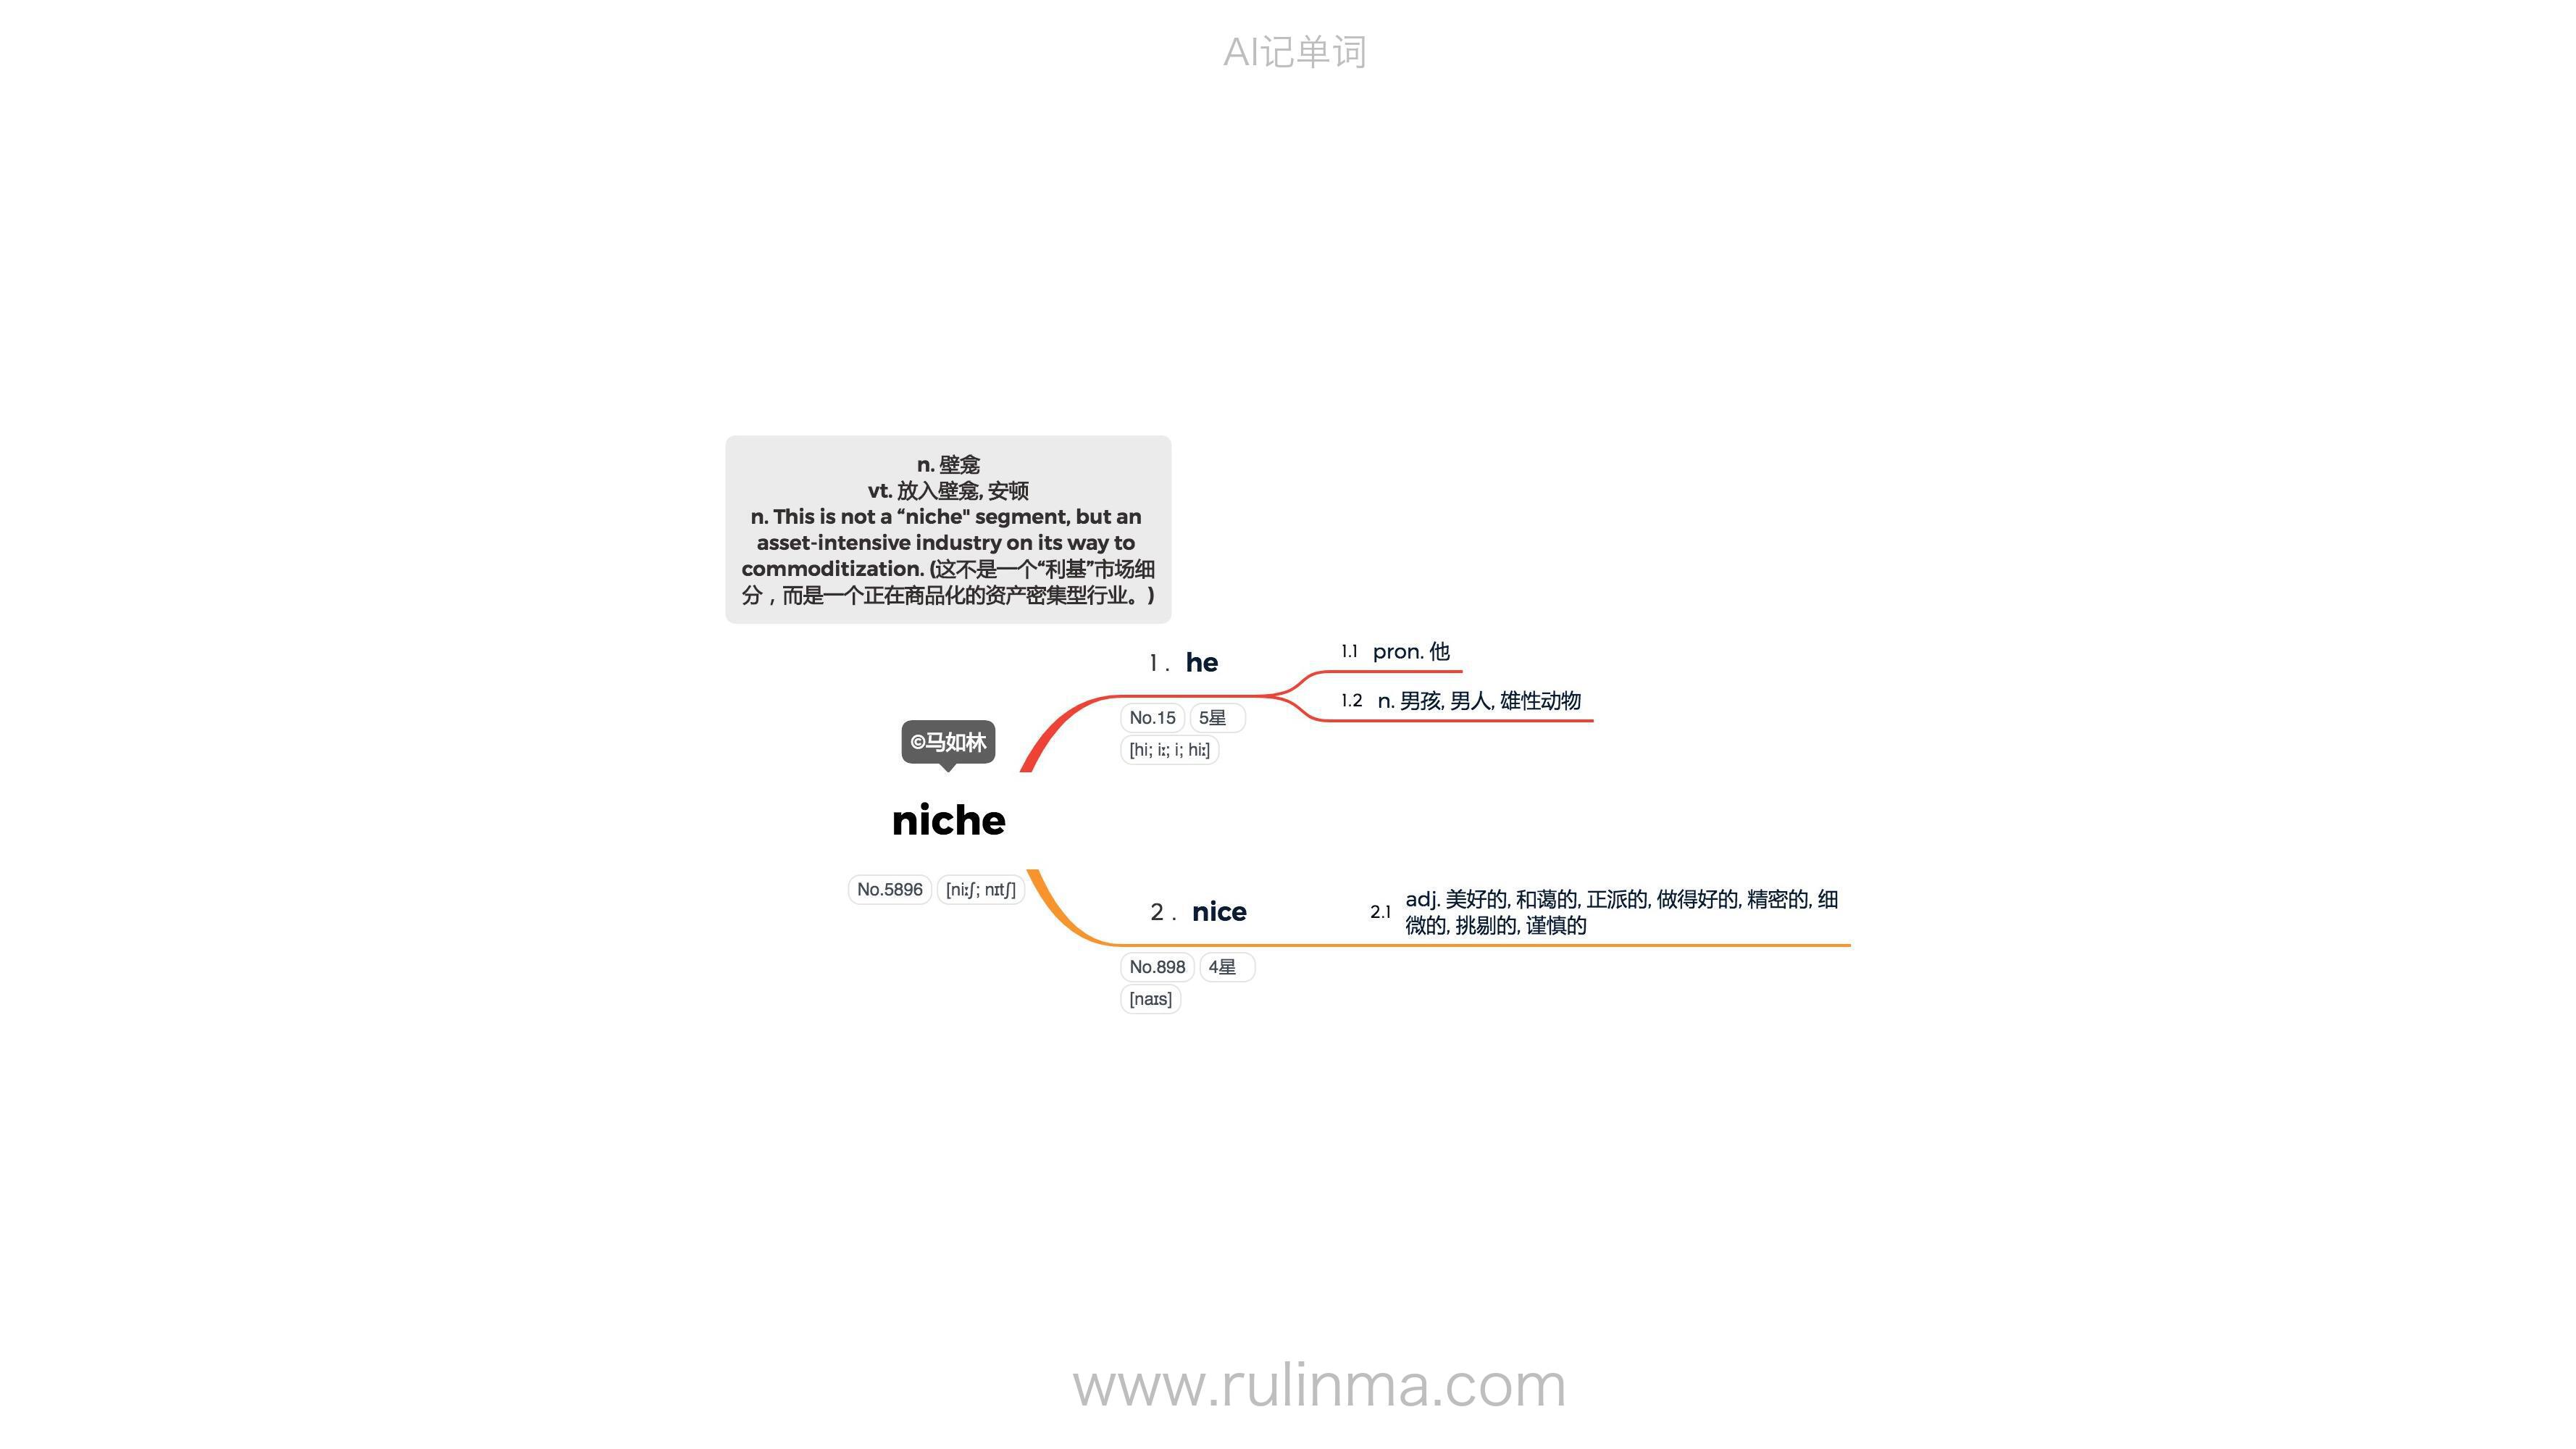 AI记单词
n. 壁龛
vt. 放入壁龛, 安顿
n. This is not a “niche" segment, but an
asset-intensive industry on its way to
commoditization. (这不是一个“利基”市场细
分，而是一个正在商品化的资产密集型行业。)
1. he
No.15 5星
[hi; iː; i; hiː]
1.1 pron. 他
1.2 n. 男孩, 男人, 雄性动物
©马如林
niche
No.5896 [niːʃ; nɪtʃ]
2. nice
No.898 4星
[naɪs]
2.1 adj. 美好的, 和蔼的, 正派的, 做得好的, 精密的, 细
微的, 挑剔的, 谨慎的
www.rulinma.com